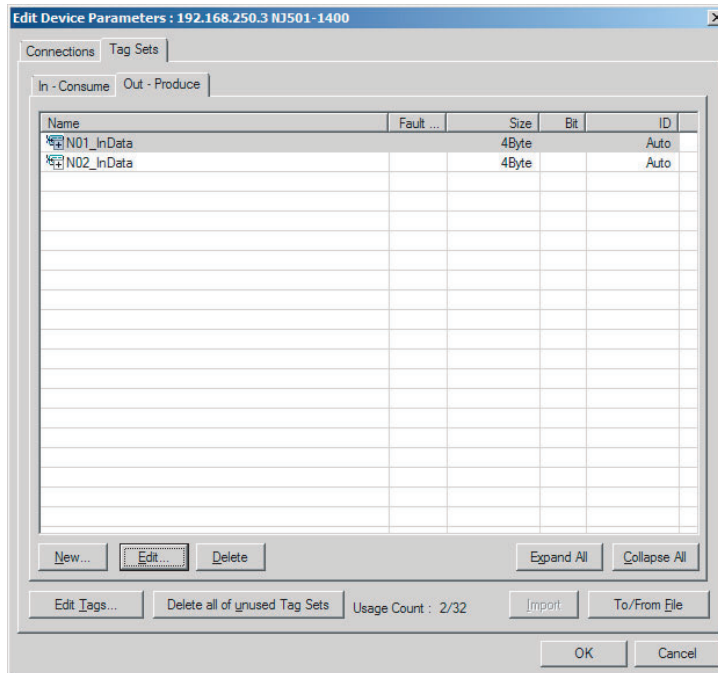 Edit Device Parameters : 192.168.250.3 NJ501-1400
Connections Tag Sets
In - Consume Out - Produce
Name Fault ... Size Bit ID
N01_InData 4Byte Auto
N02_InData 4Byte Auto
New... Edit... Delete Expand All Collapse All
Edit Tags... Delete all of unused Tag Sets Usage Count : 2/32 Import To/From File
OK Cancel